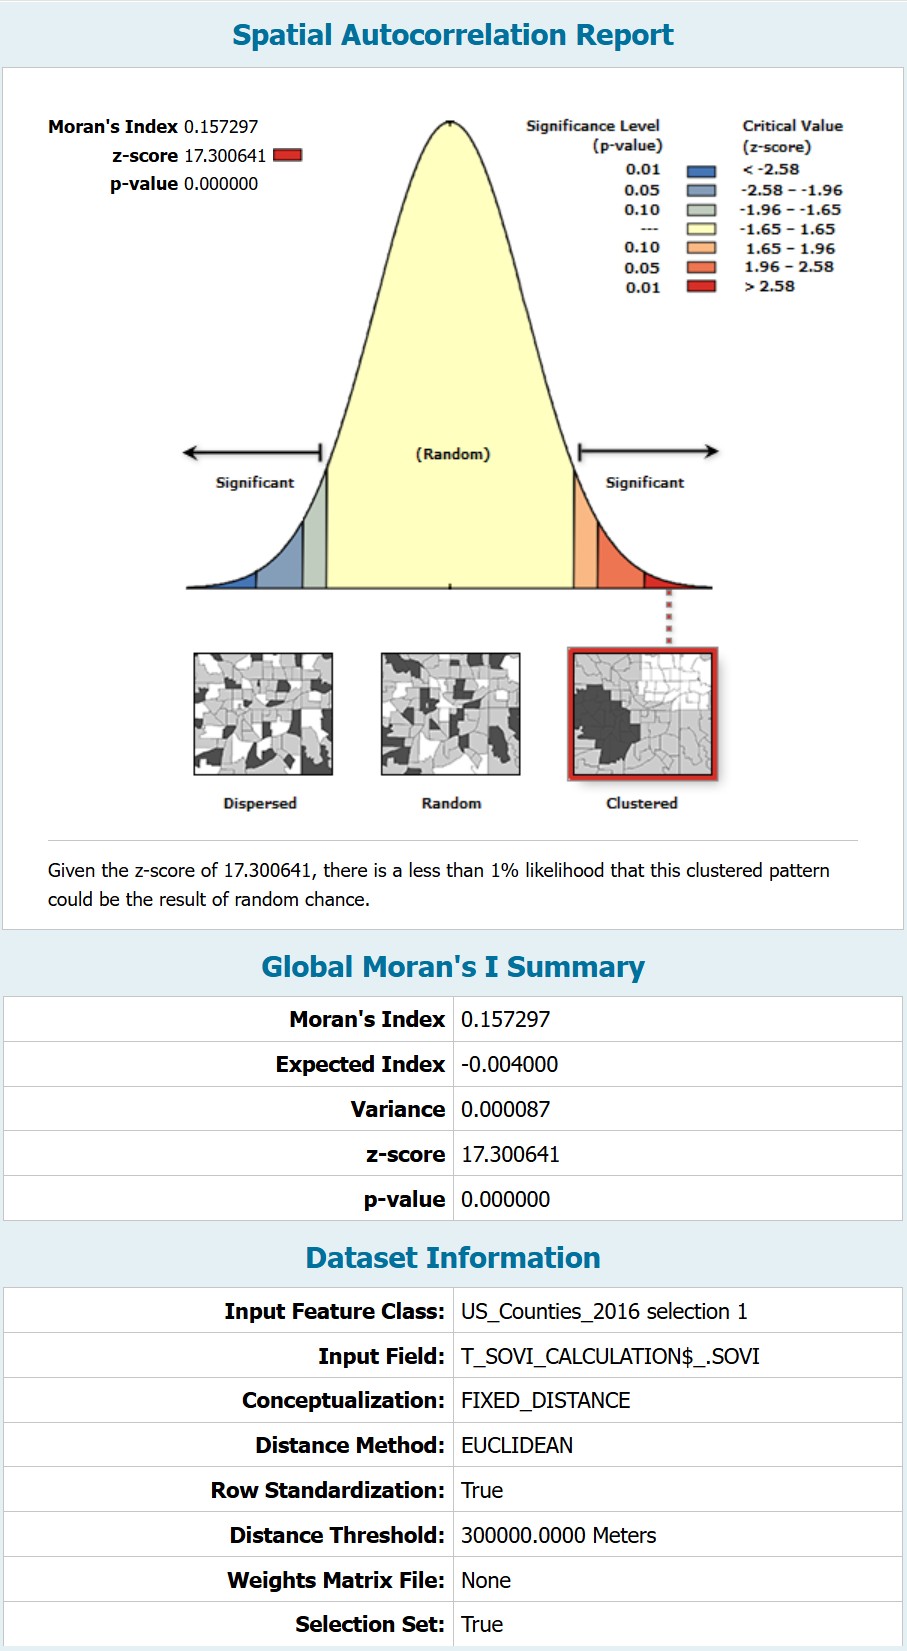 Spatial Autocorrelation Report
Moran's Index 0.157297
z-score 17.300641
p-value 0.000000
Significance Level (p-value) Critical Value (z-score)
0.01 < -2.58
0.05 -2.58 – -1.96
0.10 -1.96 – -1.65
--- -1.65 – 1.65
0.10 1.65 – 1.96
0.05 1.96 – 2.58
0.01 > 2.58
(Random)
Significant Significant
Dispersed Random Clustered
Given the z-score of 17.300641, there is a less than 1% likelihood that this clustered pattern
could be the result of random chance.
Global Moran's I Summary
Moran's Index 0.157297
Expected Index -0.004000
Variance 0.000087
z-score 17.300641
p-value 0.000000
Dataset Information
Input Feature Class: US_Counties_2016 selection 1
Input Field: T_SOVI_CALCULATION$_.SOVI
Conceptualization: FIXED_DISTANCE
Distance Method: EUCLIDEAN
Row Standardization: True
Distance Threshold: 300000.0000 Meters
Weights Matrix File: None
Selection Set: True